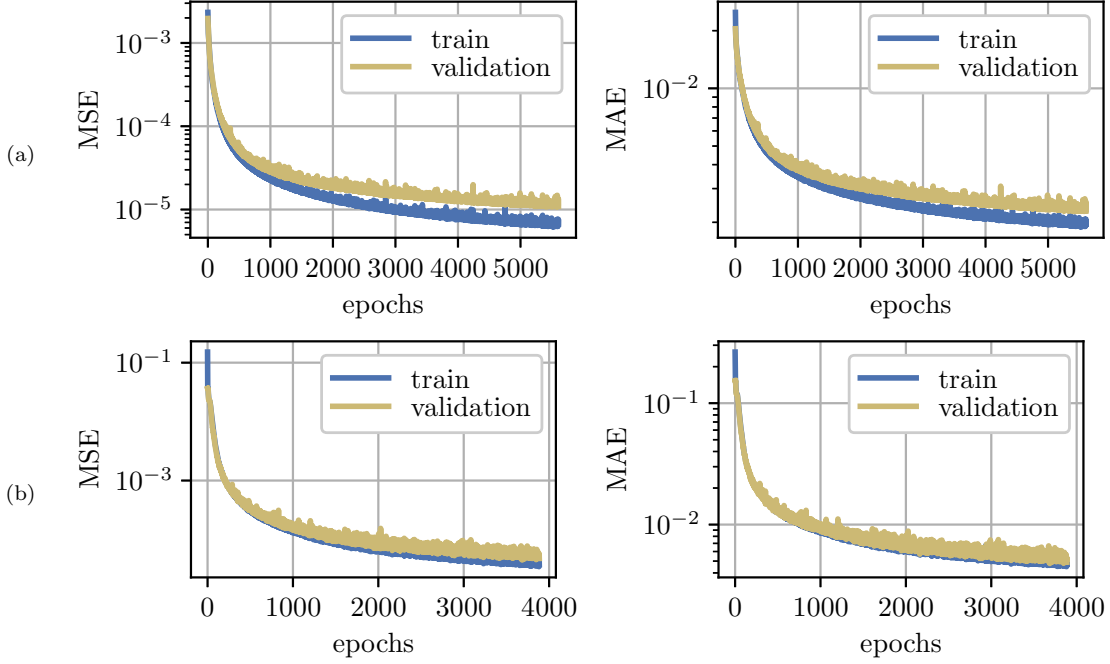 (a)
MSE
10⁻³
10⁻⁴
10⁻⁵
train
validation
0 1000 2000 3000 4000 5000
epochs
MAE
10⁻²
train
validation
0 1000 2000 3000 4000 5000
epochs
(b)
MSE
10⁻¹
10⁻³
train
validation
0 1000 2000 3000 4000
epochs
MAE
10⁻¹
10⁻²
train
validation
0 1000 2000 3000 4000
epochs